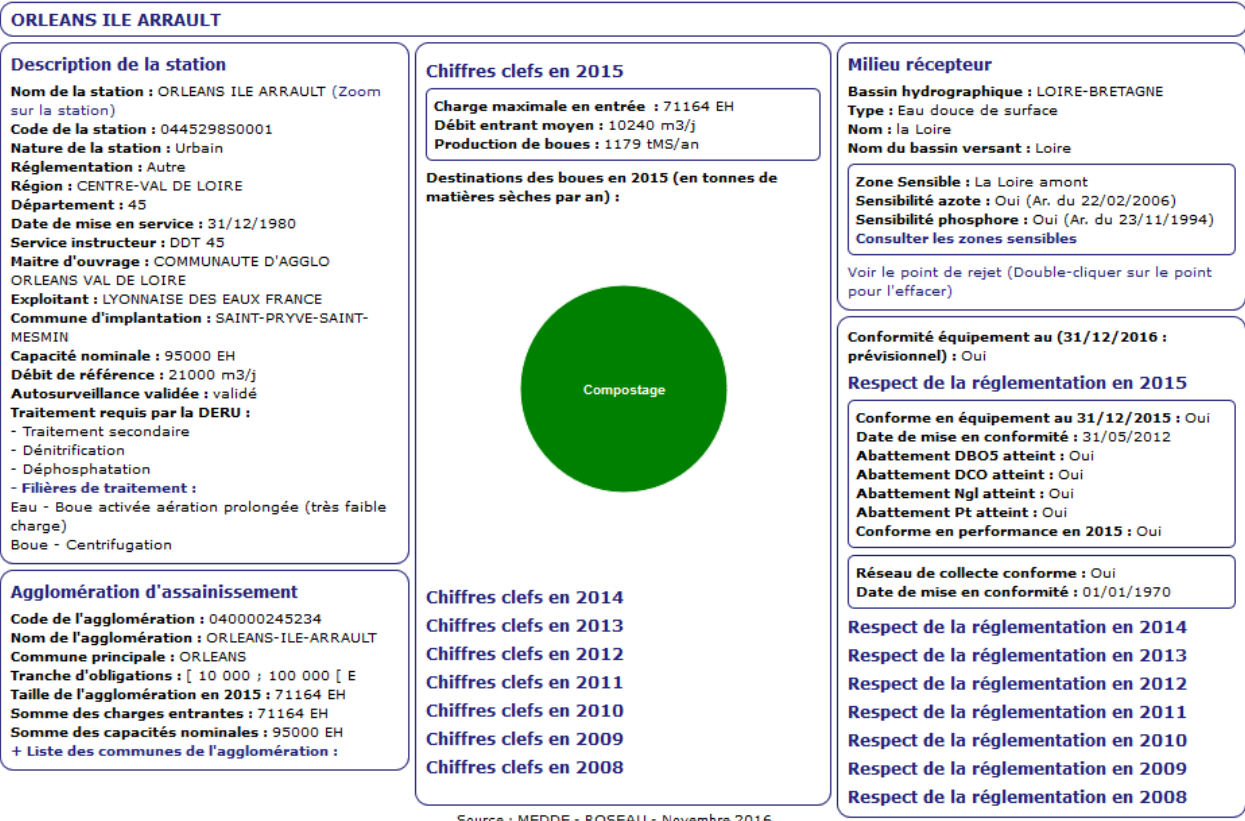 ORLEANS ILE ARRAULT
Description de la station
Nom de la station : ORLEANS ILE ARRAULT (Zoom
sur la station)
Code de la station : 0445298S0001
Nature de la station : Urbain
Réglementation : Autre
Région : CENTRE-VAL DE LOIRE
Département : 45
Date de mise en service : 31/12/1980
Service instructeur : DDT 45
Maitre d'ouvrage : COMMUNAUTE D'AGGLO
ORLEANS VAL DE LOIRE
Exploitant : LYONNAISE DES EAUX FRANCE
Commune d'implantation : SAINT-PRYVE-SAINT-
MESMIN
Capacité nominale : 95000 EH
Débit de référence : 21000 m3/j
Autosurveillance validée : validé
Traitement requis par la DERU :
- Traitement secondaire
- Dénitrification
- Déphosphatation
- Filières de traitement :
Eau - Boue activée aération prolongée (très faible
charge)
Boue - Centrifugation
Agglomération d'assainissement
Code de l'agglomération : 040000245234
Nom de l'agglomération : ORLEANS-ILE-ARRAULT
Commune principale : ORLEANS
Tranche d'obligations : [ 10 000 ; 100 000 [ E
Taille de l'agglomération en 2015 : 71164 EH
Somme des charges entrantes : 71164 EH
Somme des capacités nominales : 95000 EH
+ Liste des communes de l'agglomération :
Chiffres clefs en 2015
Charge maximale en entrée : 71164 EH
Débit entrant moyen : 10240 m3/j
Production de boues : 1179 tMS/an
Destinations des boues en 2015 (en tonnes de
matières sèches par an) :
Compostage
Chiffres clefs en 2014
Chiffres clefs en 2013
Chiffres clefs en 2012
Chiffres clefs en 2011
Chiffres clefs en 2010
Chiffres clefs en 2009
Chiffres clefs en 2008
Milieu récepteur
Bassin hydrographique : LOIRE-BRETAGNE
Type : Eau douce de surface
Nom : la Loire
Nom du bassin versant : Loire
Zone Sensible : La Loire amont
Sensibilité azote : Oui (Ar. du 22/02/2006)
Sensibilité phosphore : Oui (Ar. du 23/11/1994)
Consulter les zones sensibles
Voir le point de rejet (Double-cliquer sur le point
pour l'effacer)
Conformité équipement au (31/12/2016 :
prévisionnel) : Oui
Respect de la réglementation en 2015
Conforme en équipement au 31/12/2015 : Oui
Date de mise en conformité : 31/05/2012
Abattement DBO5 atteint : Oui
Abattement DCO atteint : Oui
Abattement Ngl atteint : Oui
Abattement Pt atteint : Oui
Conforme en performance en 2015 : Oui
Réseau de collecte conforme : Oui
Date de mise en conformité : 01/01/1970
Respect de la réglementation en 2014
Respect de la réglementation en 2013
Respect de la réglementation en 2012
Respect de la réglementation en 2011
Respect de la réglementation en 2010
Respect de la réglementation en 2009
Respect de la réglementation en 2008
Source : MEDDE - ROSEAU - Novembre 2016